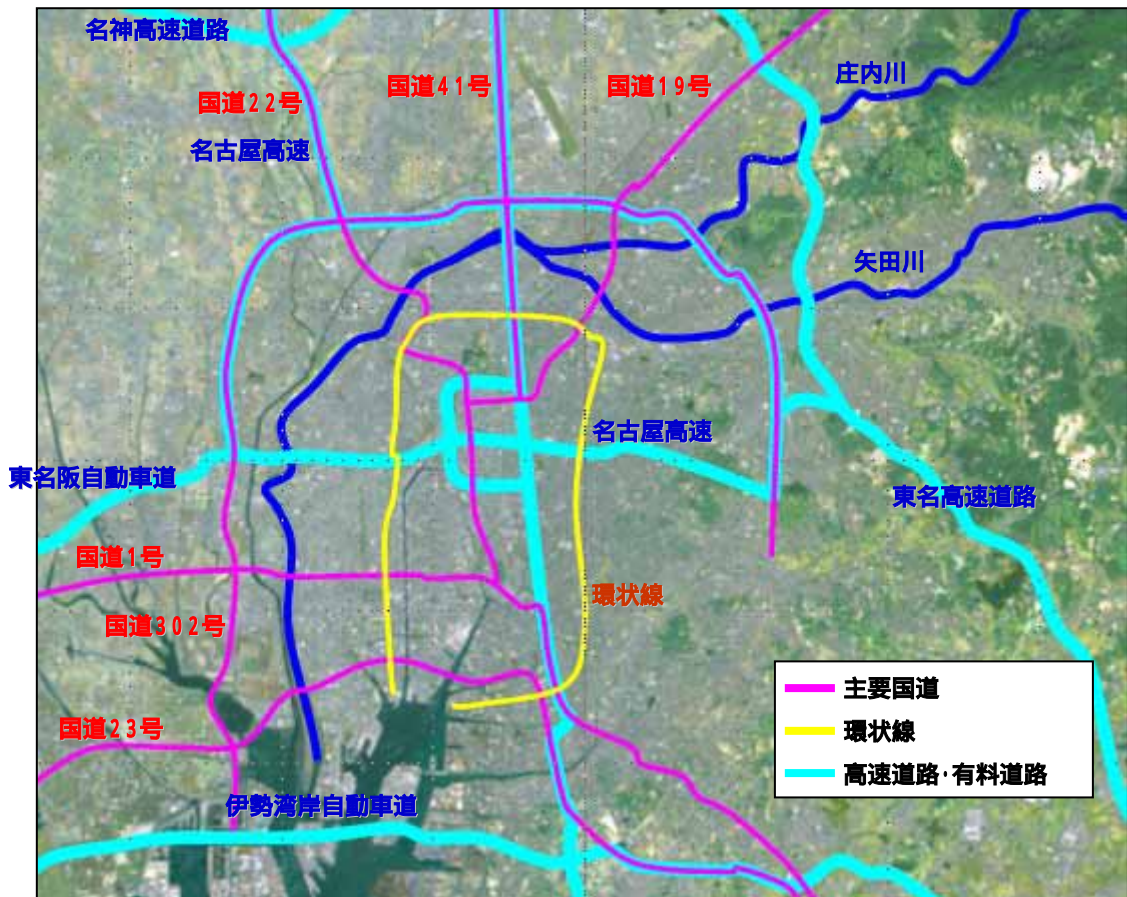 名神高速道路
国道22号
国道41号
国道19号
庄内川
名古屋高速
矢田川
名古屋高速
東名阪自動車道
東名高速道路
国道1号
環状線
国道302号
国道23号
伊勢湾岸自動車道
主要国道
環状線
高速道路・有料道路